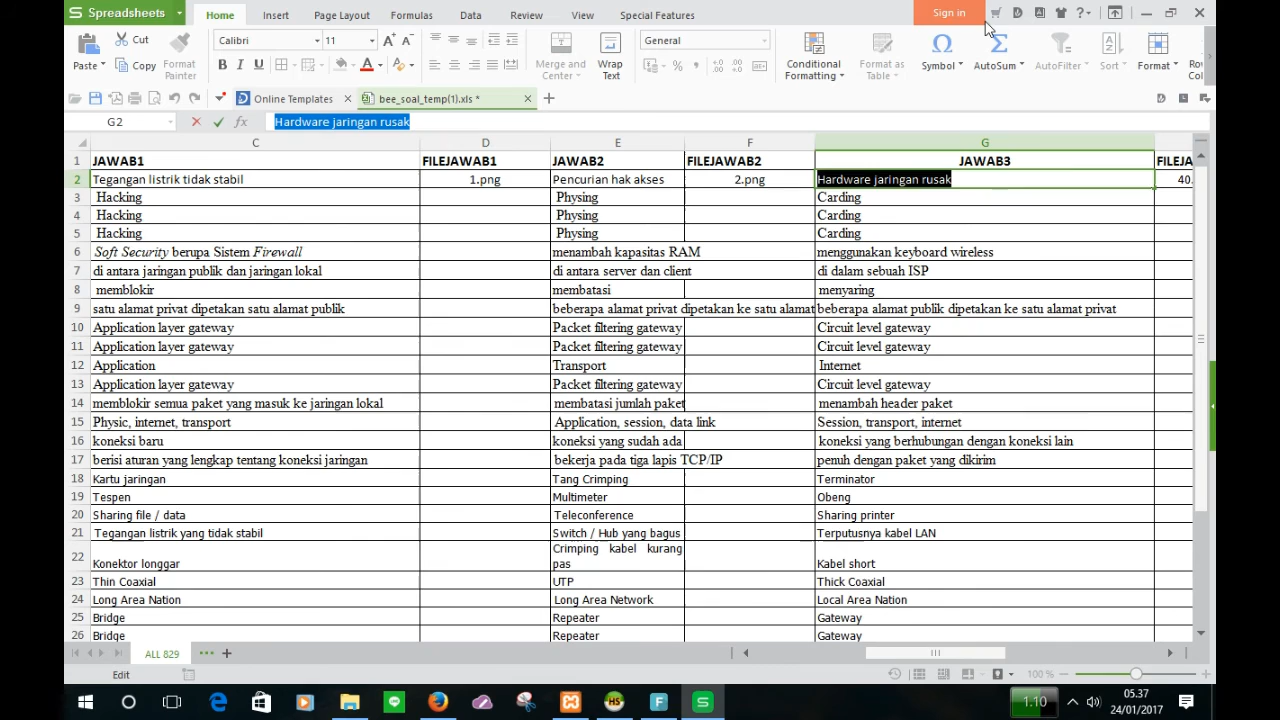 Spreadsheets Home Insert Page Layout Formulas Data Review View Special Features Sign in
Cut Calibri 11 General
Paste Copy Format Painter Merge and Center Wrap Text Conditional Formatting Format as Table Symbol AutoSum AutoFilter Sort Format
Online Templates bee_soal_temp(1).xls *
G2 fx Hardware jaringan rusak
C D E F G
1 JAWAB1 FILEJAWAB1 JAWAB2 FILEJAWAB2 JAWAB3 FILEJA
2 Tegangan listrik tidak stabil 1.png Pencurian hak akses 2.png Hardware jaringan rusak 40.
3 Hacking Physing Carding
4 Hacking Physing Carding
5 Hacking Physing Carding
6 Soft Security berupa Sistem Firewall menambah kapasitas RAM menggunakan keyboard wireless
7 di antara jaringan publik dan jaringan lokal di antara server dan client di dalam sebuah ISP
8 memblokir membatasi menyaring
9 satu alamat privat dipetakan satu alamat publik beberapa alamat privat dipetakan ke satu alamat beberapa alamat publik dipetakan ke satu alamat privat
10 Application layer gateway Packet filtering gateway Circuit level gateway
11 Application layer gateway Packet filtering gateway Circuit level gateway
12 Application Transport Internet
13 Application layer gateway Packet filtering gateway Circuit level gateway
14 memblokir semua paket yang masuk ke jaringan lokal membatasi jumlah paket menambah header paket
15 Physic, internet, transport Application, session, data link Session, transport, internet
16 koneksi baru koneksi yang sudah ada koneksi yang berhubungan dengan koneksi lain
17 berisi aturan yang lengkap tentang koneksi jaringan bekerja pada tiga lapis TCP/IP penuh dengan paket yang dikirim
18 Kartu jaringan Tang Crimping Terminator
19 Tespen Multimeter Obeng
20 Sharing file / data Teleconference Sharing printer
21 Tegangan listrik yang tidak stabil Switch / Hub yang bagus Terputusnya kabel LAN
22 Konektor longgar Crimping kabel kurang pas Kabel short
23 Thin Coaxial UTP Thick Coaxial
24 Long Area Nation Long Area Network Local Area Nation
25 Bridge Repeater Gateway
26 Bridge Repeater Gateway
ALL 829
Edit 100 %
1.10 05.37
24/01/2017